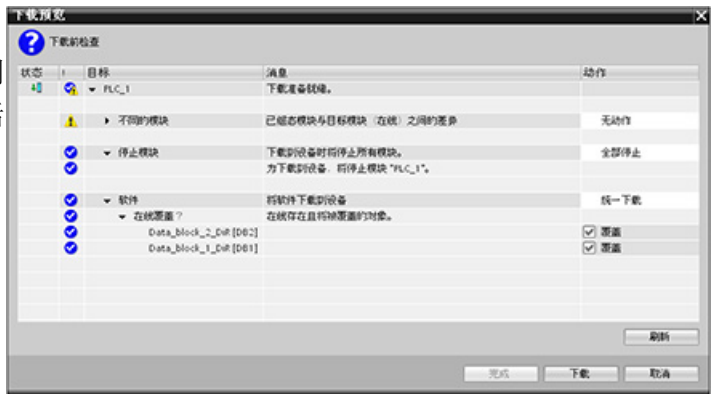 下载预览
下载前检查
状态 ! 目标 消息 动作
PLC_1 下载准备就绪。
不同的模块 已组态模块与目标模块（在线）之间的差异 无动作
停止模块 下载到设备时将停止所有模块。 全部停止
为下载到设备，将停止模块 "PLC_1"。
软件 将软件下载到设备 统一下载
在线覆盖？ 在线存在且将被覆盖的对象。
Data_block_2_DkR [DB2] 覆盖
Data_block_1_DkR [DB1] 覆盖
刷新
完成 下载 取消